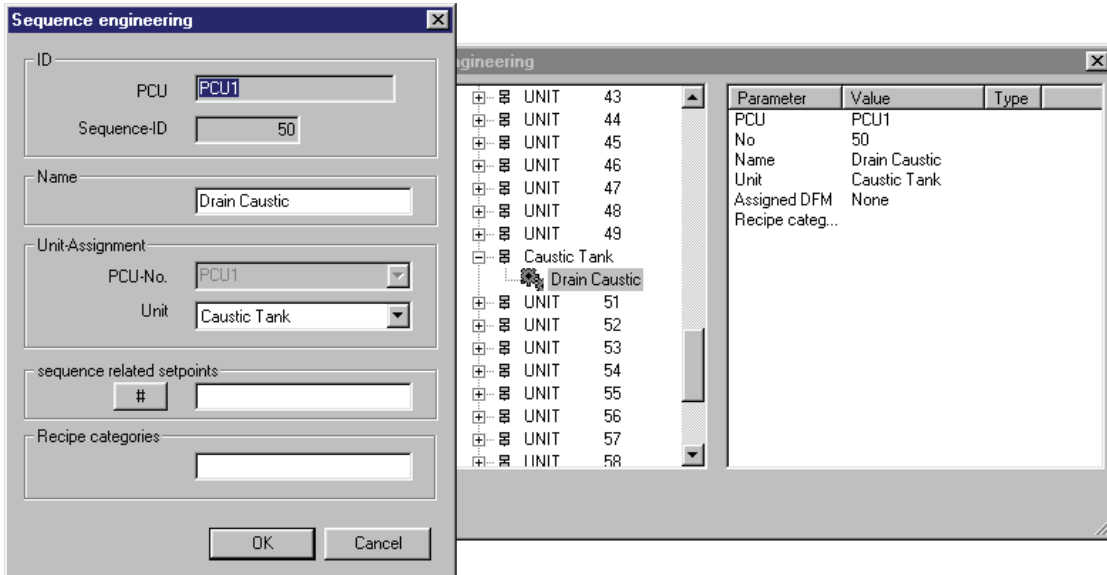 Sequence engineering
ID
PCU PCU1
Sequence-ID 50
Name
Drain Caustic
Unit-Assignment
PCU-No. PCU1
Unit Caustic Tank
sequence related setpoints
#
Recipe categories
OK Cancel
gineering
UNIT 43
UNIT 44
UNIT 45
UNIT 46
UNIT 47
UNIT 48
UNIT 49
Caustic Tank
Drain Caustic
UNIT 51
UNIT 52
UNIT 53
UNIT 54
UNIT 55
UNIT 56
UNIT 57
UNIT 58
Parameter Value Type
PCU PCU1
No 50
Name Drain Caustic
Unit Caustic Tank
Assigned DFM None
Recipe categ...